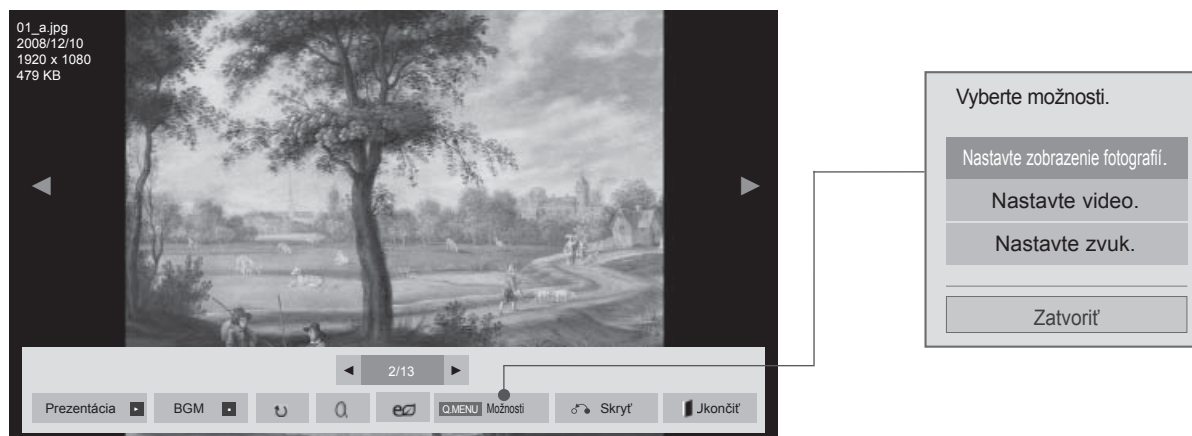 01_a.jpg
2008/12/10
1920 x 1080
479 KB
◄ 2/13 ►
Prezentácia BGM Q.MENU Možnosti Skryť Jkončiť
Vyberte možnosti.
Nastavte zobrazenie fotografií.
Nastavte video.
Nastavte zvuk.
Zatvoriť